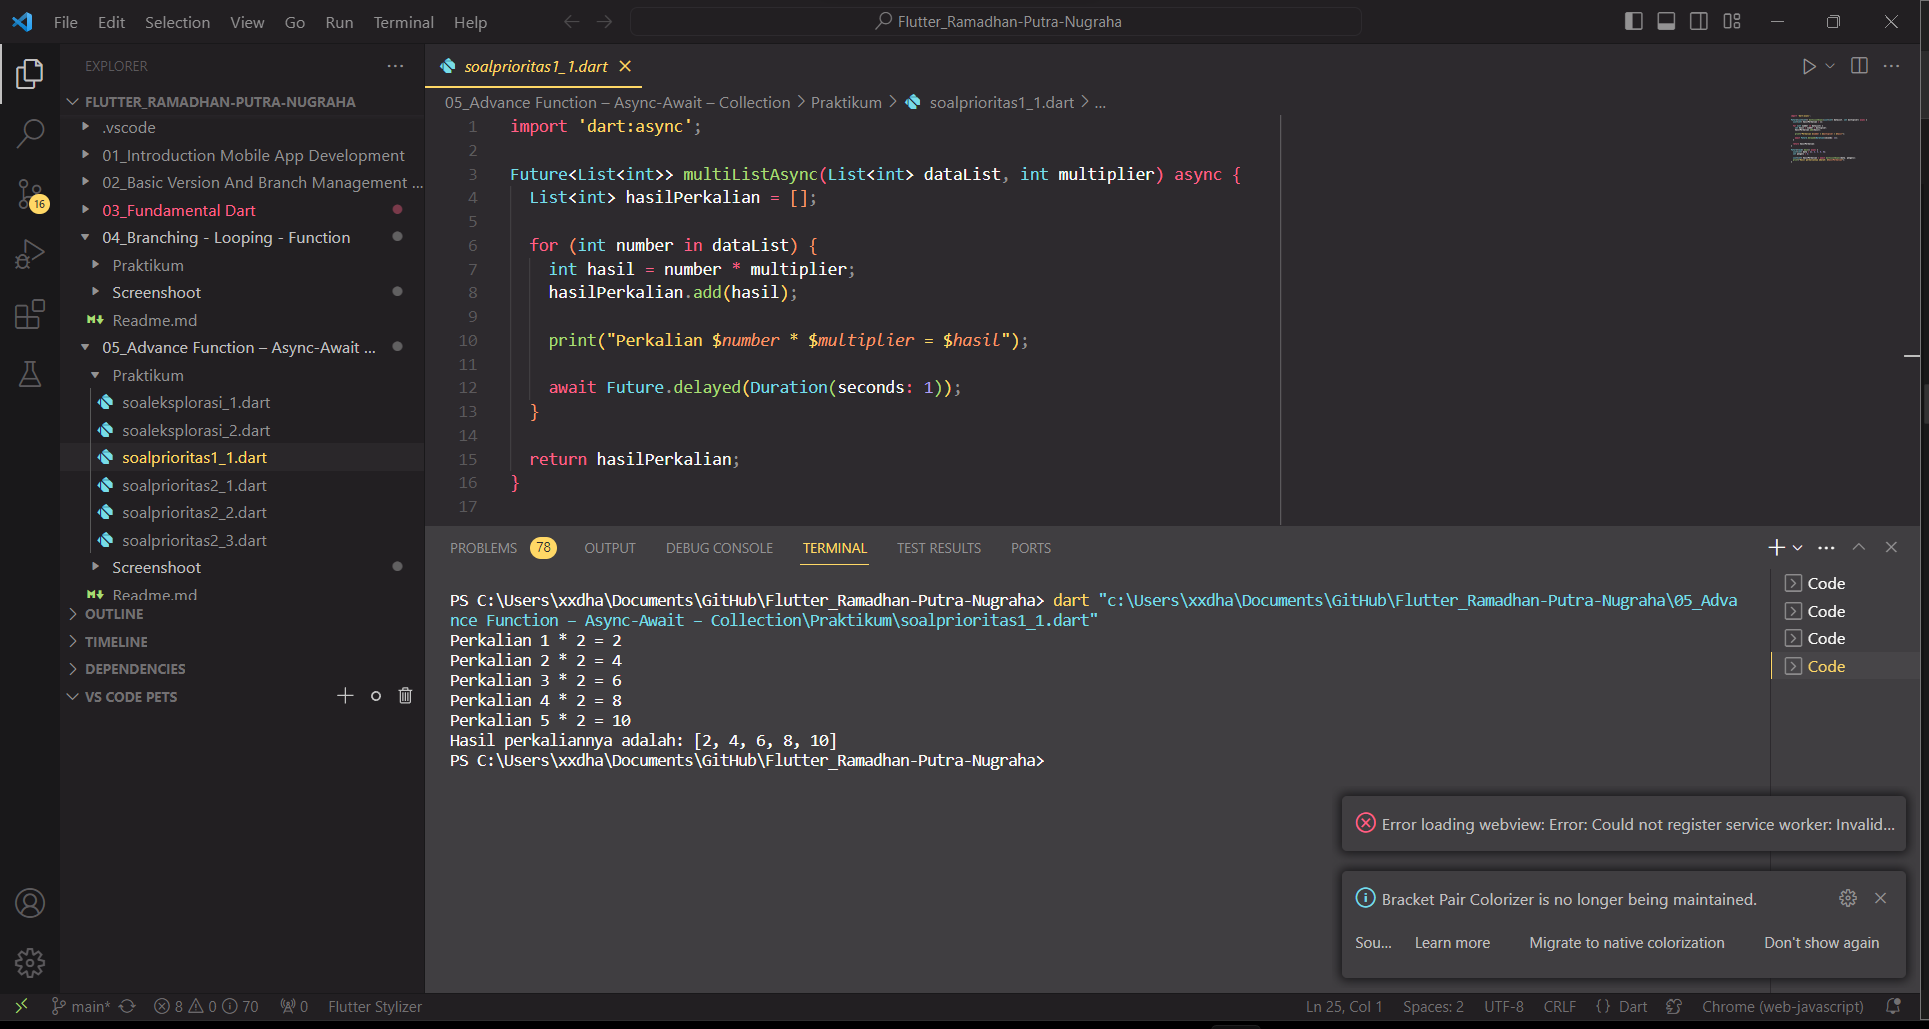 File Edit Selection View Go Run Terminal Help
Flutter_Ramadhan-Putra-Nugraha
EXPLORER
FLUTTER_RAMADHAN-PUTRA-NUGRAHA
.vscode
01_Introduction Mobile App Development
02_Basic Version And Branch Management ...
03_Fundamental Dart
04_Branching - Looping - Function
Praktikum
Screenshoot
Readme.md
05_Advance Function – Async-Await ...
Praktikum
soaleksplorasi_1.dart
soaleksplorasi_2.dart
soalprioritas1_1.dart
soalprioritas2_1.dart
soalprioritas2_2.dart
soalprioritas2_3.dart
Screenshoot
Readme.md
OUTLINE
TIMELINE
DEPENDENCIES
VS CODE PETS
16
soalprioritas1_1.dart
05_Advance Function – Async-Await – Collection > Praktikum > soalprioritas1_1.dart > ...
1 import 'dart:async';
2
3 Future<List<int>> multiListAsync(List<int> dataList, int multiplier) async {
4 List<int> hasilPerkalian = [];
5
6 for (int number in dataList) {
7 int hasil = number * multiplier;
8 hasilPerkalian.add(hasil);
9
10 print("Perkalian $number * $multiplier = $hasil");
11
12 await Future.delayed(Duration(seconds: 1));
13 }
14
15 return hasilPerkalian;
16 }
17
PROBLEMS 78 OUTPUT DEBUG CONSOLE TERMINAL TEST RESULTS PORTS
PS C:\Users\xxdha\Documents\GitHub\Flutter_Ramadhan-Putra-Nugraha> dart "c:\Users\xxdha\Documents\GitHub\Flutter_Ramadhan-Putra-Nugraha\05_Adva
nce Function – Async-Await – Collection\Praktikum\soalprioritas1_1.dart"
Perkalian 1 * 2 = 2
Perkalian 2 * 2 = 4
Perkalian 3 * 2 = 6
Perkalian 4 * 2 = 8
Perkalian 5 * 2 = 10
Hasil perkaliannya adalah: [2, 4, 6, 8, 10]
PS C:\Users\xxdha\Documents\GitHub\Flutter_Ramadhan-Putra-Nugraha>
Code
Code
Code
Code
Error loading webview: Error: Could not register service worker: Invalid...
Bracket Pair Colorizer is no longer being maintained.
Sou... Learn more Migrate to native colorization Don't show again
main* 8 0 70 0 Flutter Stylizer Ln 25, Col 1 Spaces: 2 UTF-8 CRLF {} Dart Chrome (web-javascript)